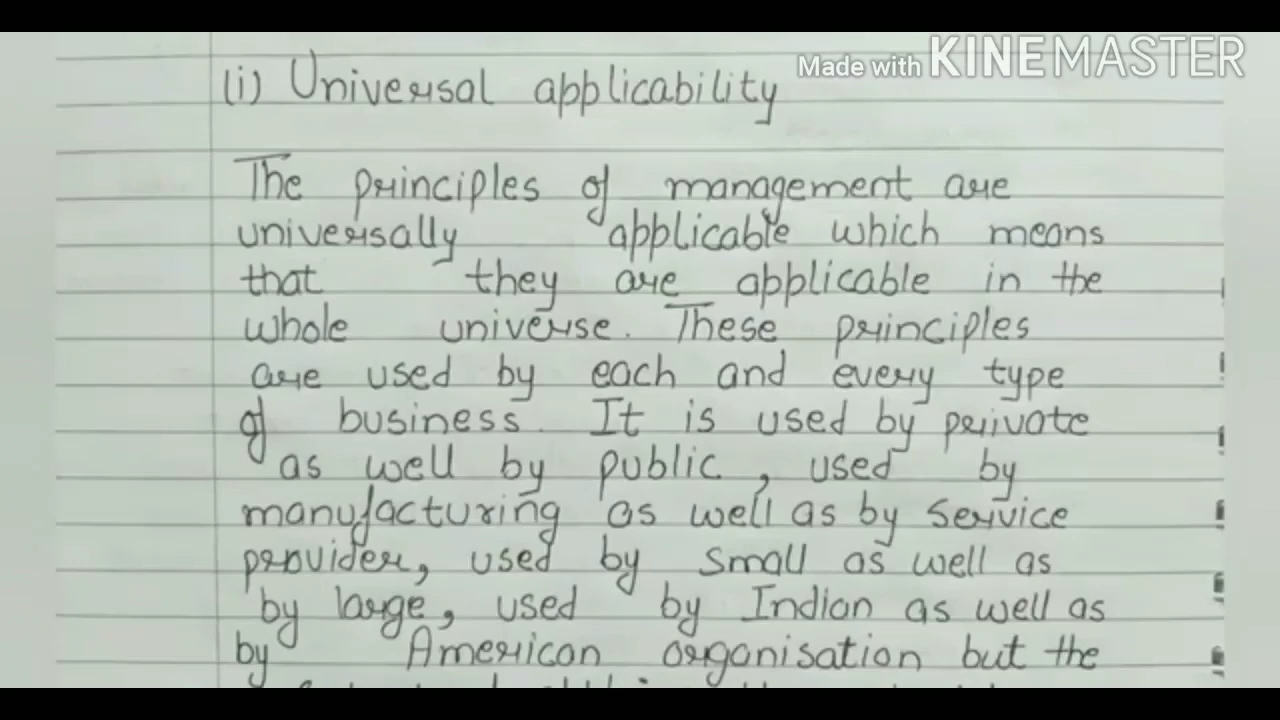 Made with KINEMASTER
(i) Universal applicability
The principles of management are
universally applicable which means
that they are applicable in the
whole universe. These principles
are used by each and every type
of business. It is used by private
as well by public, used by
manufacturing as well as by service
provider, used by small as well as
by large, used by Indian as well as
by American organisation but the